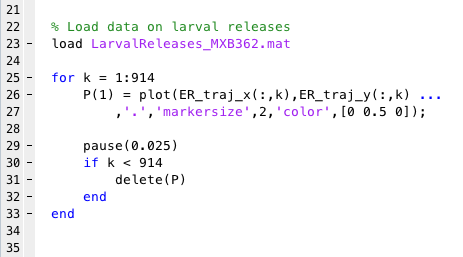 21
22 % Load data on larval releases
23 - load LarvalReleases_MXB362.mat
24
25 - for k = 1:914
26 - P(1) = plot(ER_traj_x(:,k),ER_traj_y(:,k) ...
27 ,'.','markersize',2,'color',[0 0.5 0]);
28
29 - pause(0.025)
30 - if k < 914
31 - delete(P)
32 - end
33 - end
34
35